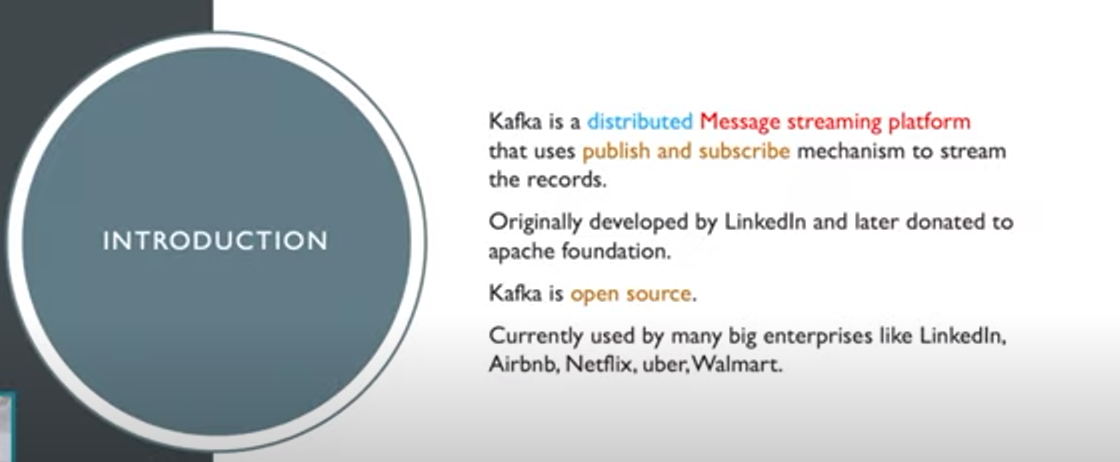 INTRODUCTION
Kafka is a distributed Message streaming platform
that uses publish and subscribe mechanism to stream
the records.
Originally developed by LinkedIn and later donated to
apache foundation.
Kafka is open source.
Currently used by many big enterprises like LinkedIn,
Airbnb, Netflix, uber,Walmart.